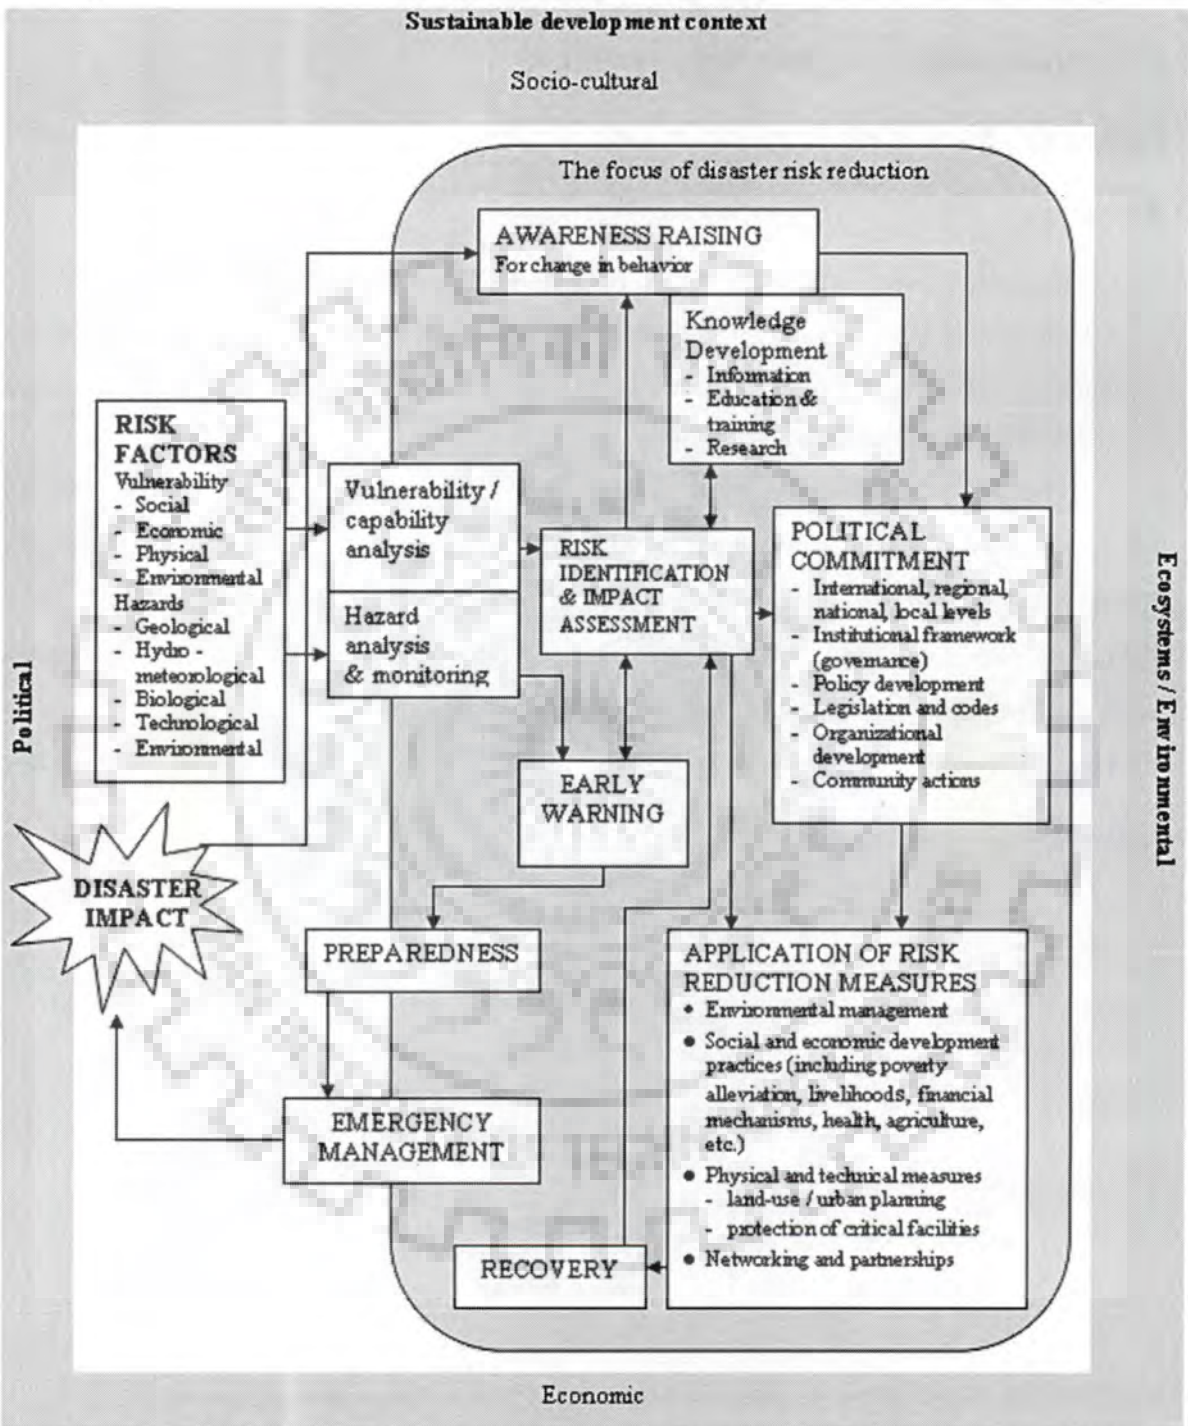 Sustainable development context
Socio-cultural
The focus of disaster risk reduction
AWARENESS RAISING
For change in behavior
Knowledge
Development
- Information
- Education &
training
- Research
RISK
FACTORS
Vulnerability
- Social
- Economic
- Physical
- Environmental
Hazards
- Geological
- Hydro -
meteorological
- Biological
- Technological
- Environmental
Vulnerability /
capability
analysis
Hazard
analysis
& monitoring
RISK
IDENTIFICATION
& IMPACT
ASSESSMENT
POLITICAL
COMMITMENT
- International, regional,
national, local levels
- Institutional framework
(governance)
- Policy development
- Legislation and codes
- Organizational
development
- Community actions
Political
Ecosystems / Environmental
EARLY
WARNING
DISASTER
IMPACT
PREPAREDNESS
APPLICATION OF RISK
REDUCTION MEASURES
• Environmental management
• Social and economic development
practices (including poverty
alleviation, livelihoods, financial
mechanisms, health, agriculture,
etc.)
• Physical and technical measures
- land-use / urban planning
- protection of critical facilities
• Networking and partnerships
EMERGENCY
MANAGEMENT
RECOVERY
Economic